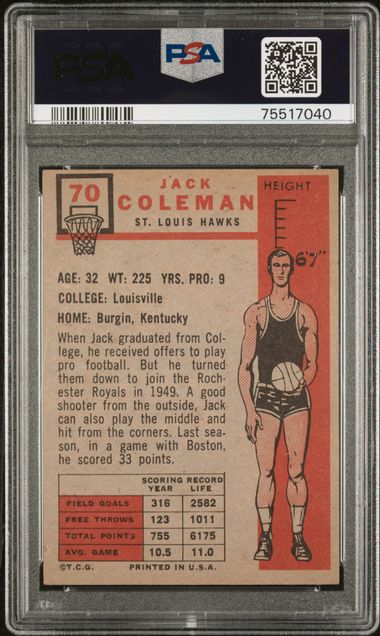 PSA
PSA
75517040
70
JACK
COLEMAN
ST. LOUIS HAWKS
HEIGHT
6'7"
AGE: 32 WT: 225 YRS. PRO: 9
COLLEGE: Louisville
HOME: Burgin, Kentucky
When Jack graduated from Col-
lege, he received offers to play
pro football. But he turned
them down to join the Roch-
ester Royals in 1949. A good
shooter from the outside, Jack
can also play the middle and
hit from the corners. Last sea-
son, in a game with Boston,
he scored 33 points.
SCORING RECORD
YEAR LIFE
FIELD GOALS 316 2582
FREE THROWS 123 1011
TOTAL POINTS 755 6175
AVG. GAME 10.5 11.0
©T.C.G. PRINTED IN U.S.A.